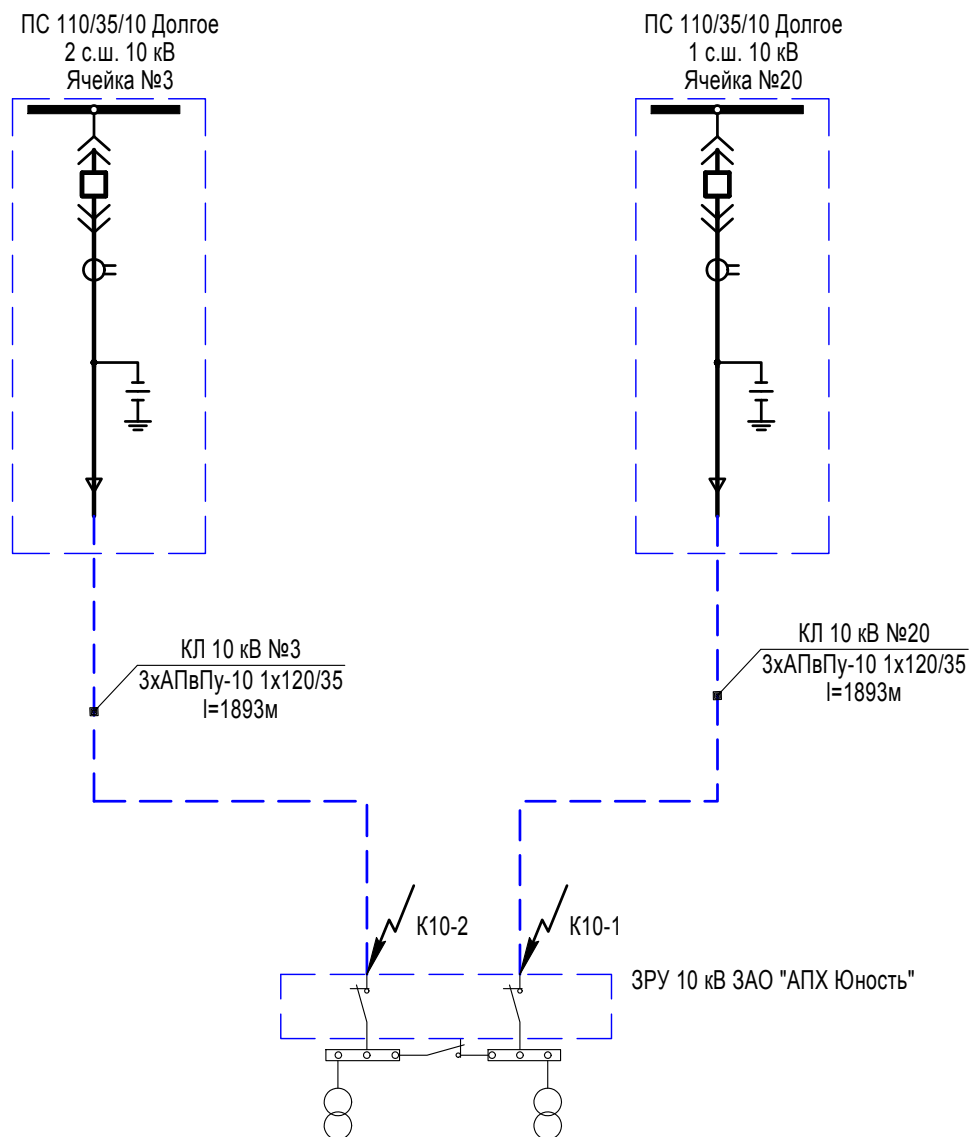 ПС 110/35/10 Долгое
2 с.ш. 10 кВ
Ячейка №3
ПС 110/35/10 Долгое
1 с.ш. 10 кВ
Ячейка №20
КЛ 10 кВ №3
3хАПвПу-10 1х120/35
l=1893м
КЛ 10 кВ №20
3хАПвПу-10 1х120/35
l=1893м
К10-2
К10-1
ЗРУ 10 кВ ЗАО "АПХ Юность"